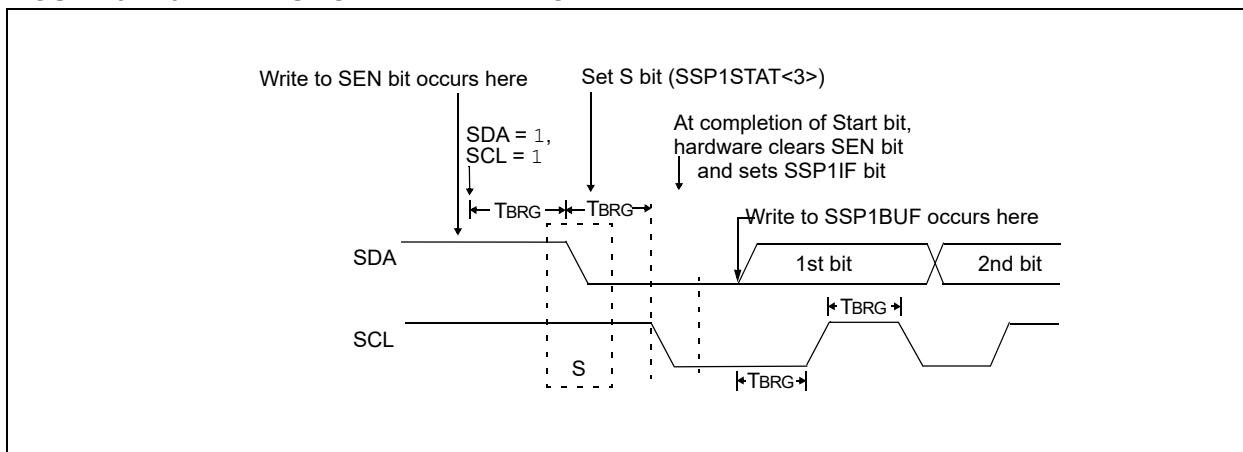 Write to SEN bit occurs here
Set S bit (SSP1STAT<3>)
SDA = 1,
SCL = 1
At completion of Start bit,
hardware clears SEN bit
and sets SSP1IF bit
TBRG
TBRG
Write to SSP1BUF occurs here
SDA
1st bit
2nd bit
TBRG
SCL
S
TBRG